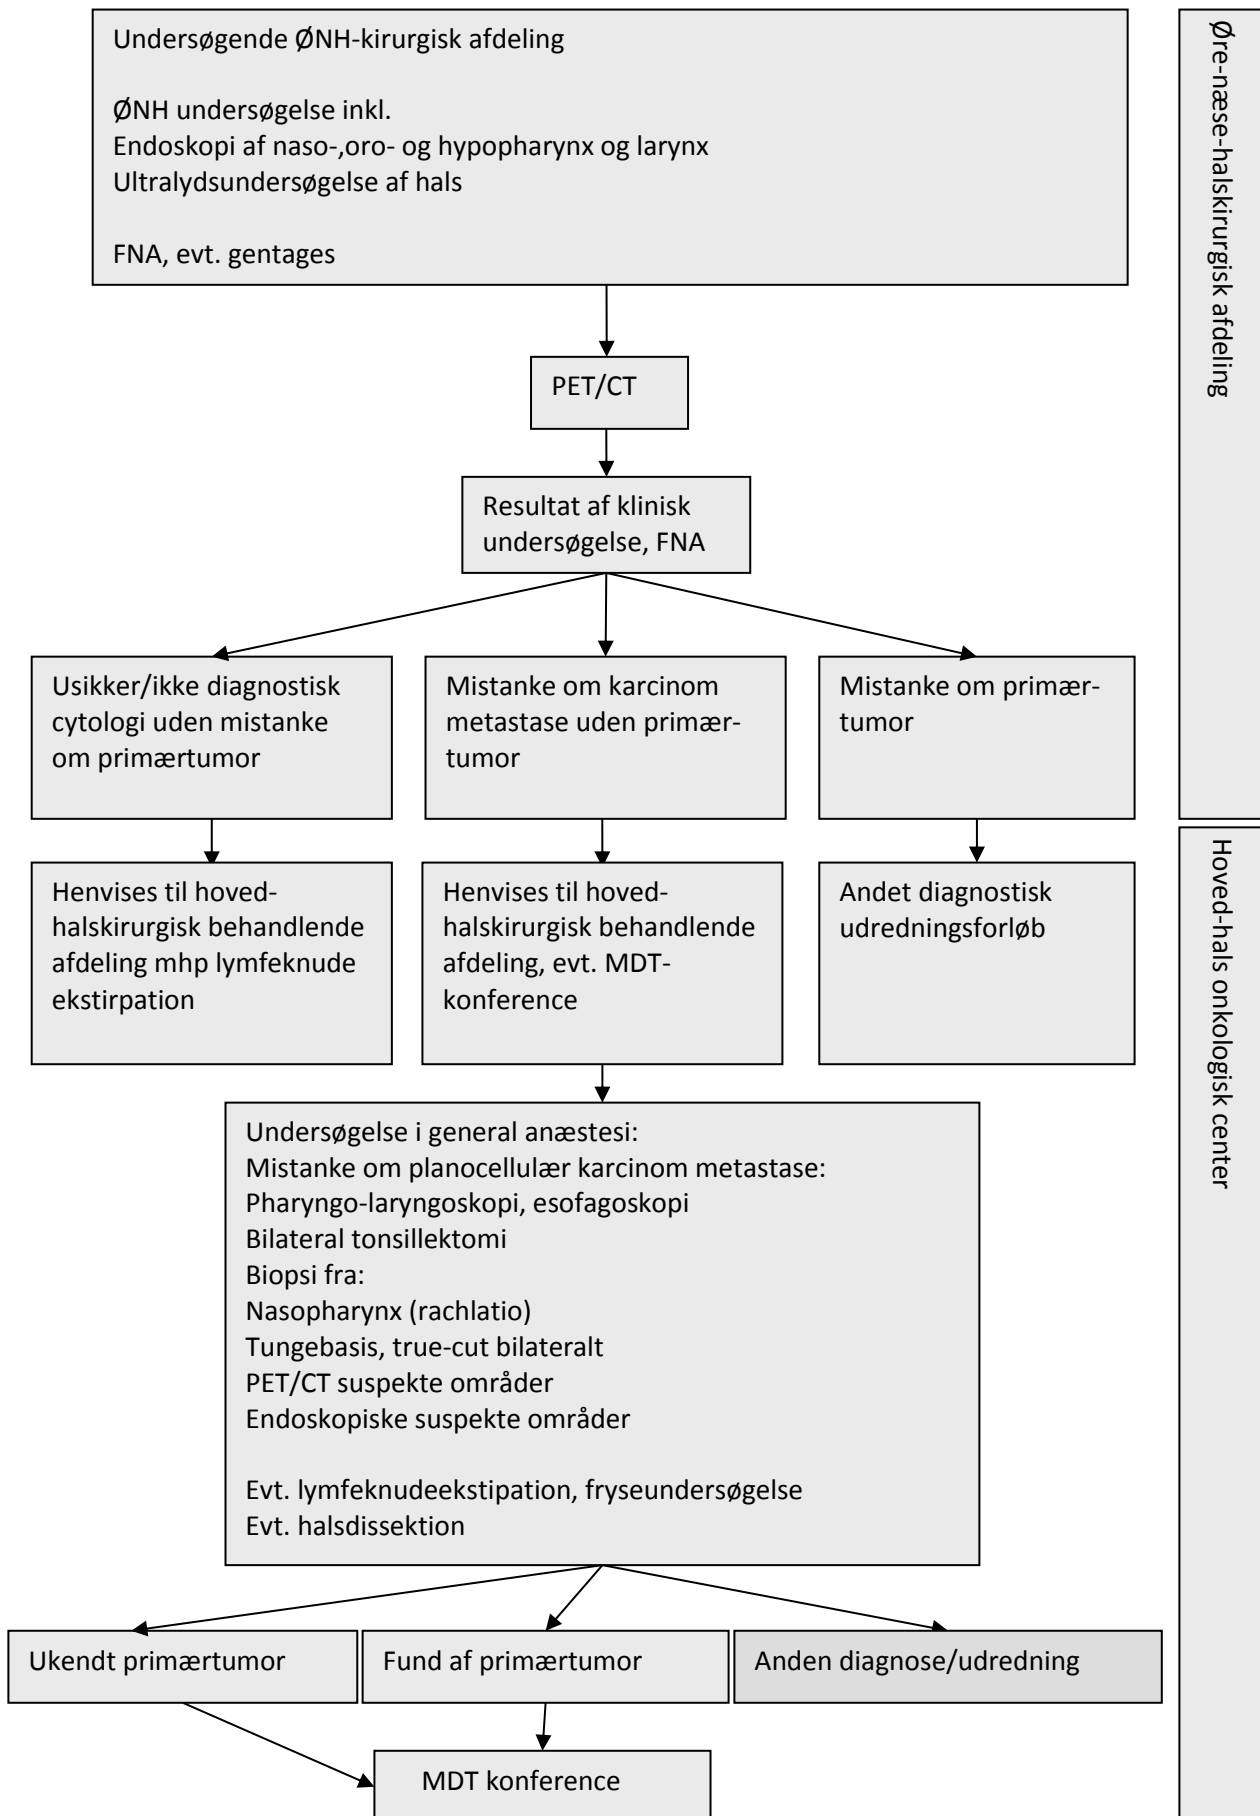 Undersøgende ØNH-kirurgisk afdeling
ØNH undersøgelse inkl.
Endoskopi af naso-,oro- og hypopharynx og larynx
Ultralydsundersøgelse af hals
FNA, evt. gentages
Øre-næse-halskirurgisk afdeling
PET/CT
Resultat af klinisk
undersøgelse, FNA
Usikker/ikke diagnostisk
cytologi uden mistanke
om primærtumor
Mistanke om karcinom
metastase uden primær-
tumor
Mistanke om primær-
tumor
Henvises til hoved-
halskirurgisk behandlende
afdeling mhp lymfeknude
ekstirpation
Henvises til hoved-
halskirurgisk behandlende
afdeling, evt. MDT-
konference
Andet diagnostisk
udredningsforløb
Hoved-hals onkologisk center
Undersøgelse i general anæstesi:
Mistanke om planocellulær karcinom metastase:
Pharyngo-laryngoskopi, esofagoskopi
Bilateral tonsillektomi
Biopsi fra:
Nasopharynx (rachlatio)
Tungebasis, true-cut bilateralt
PET/CT suspekte områder
Endoskopiske suspekte områder
Evt. lymfeknudeekstipation, fryseundersøgelse
Evt. halsdissektion
Ukendt primærtumor
Fund af primærtumor
Anden diagnose/udredning
MDT konference